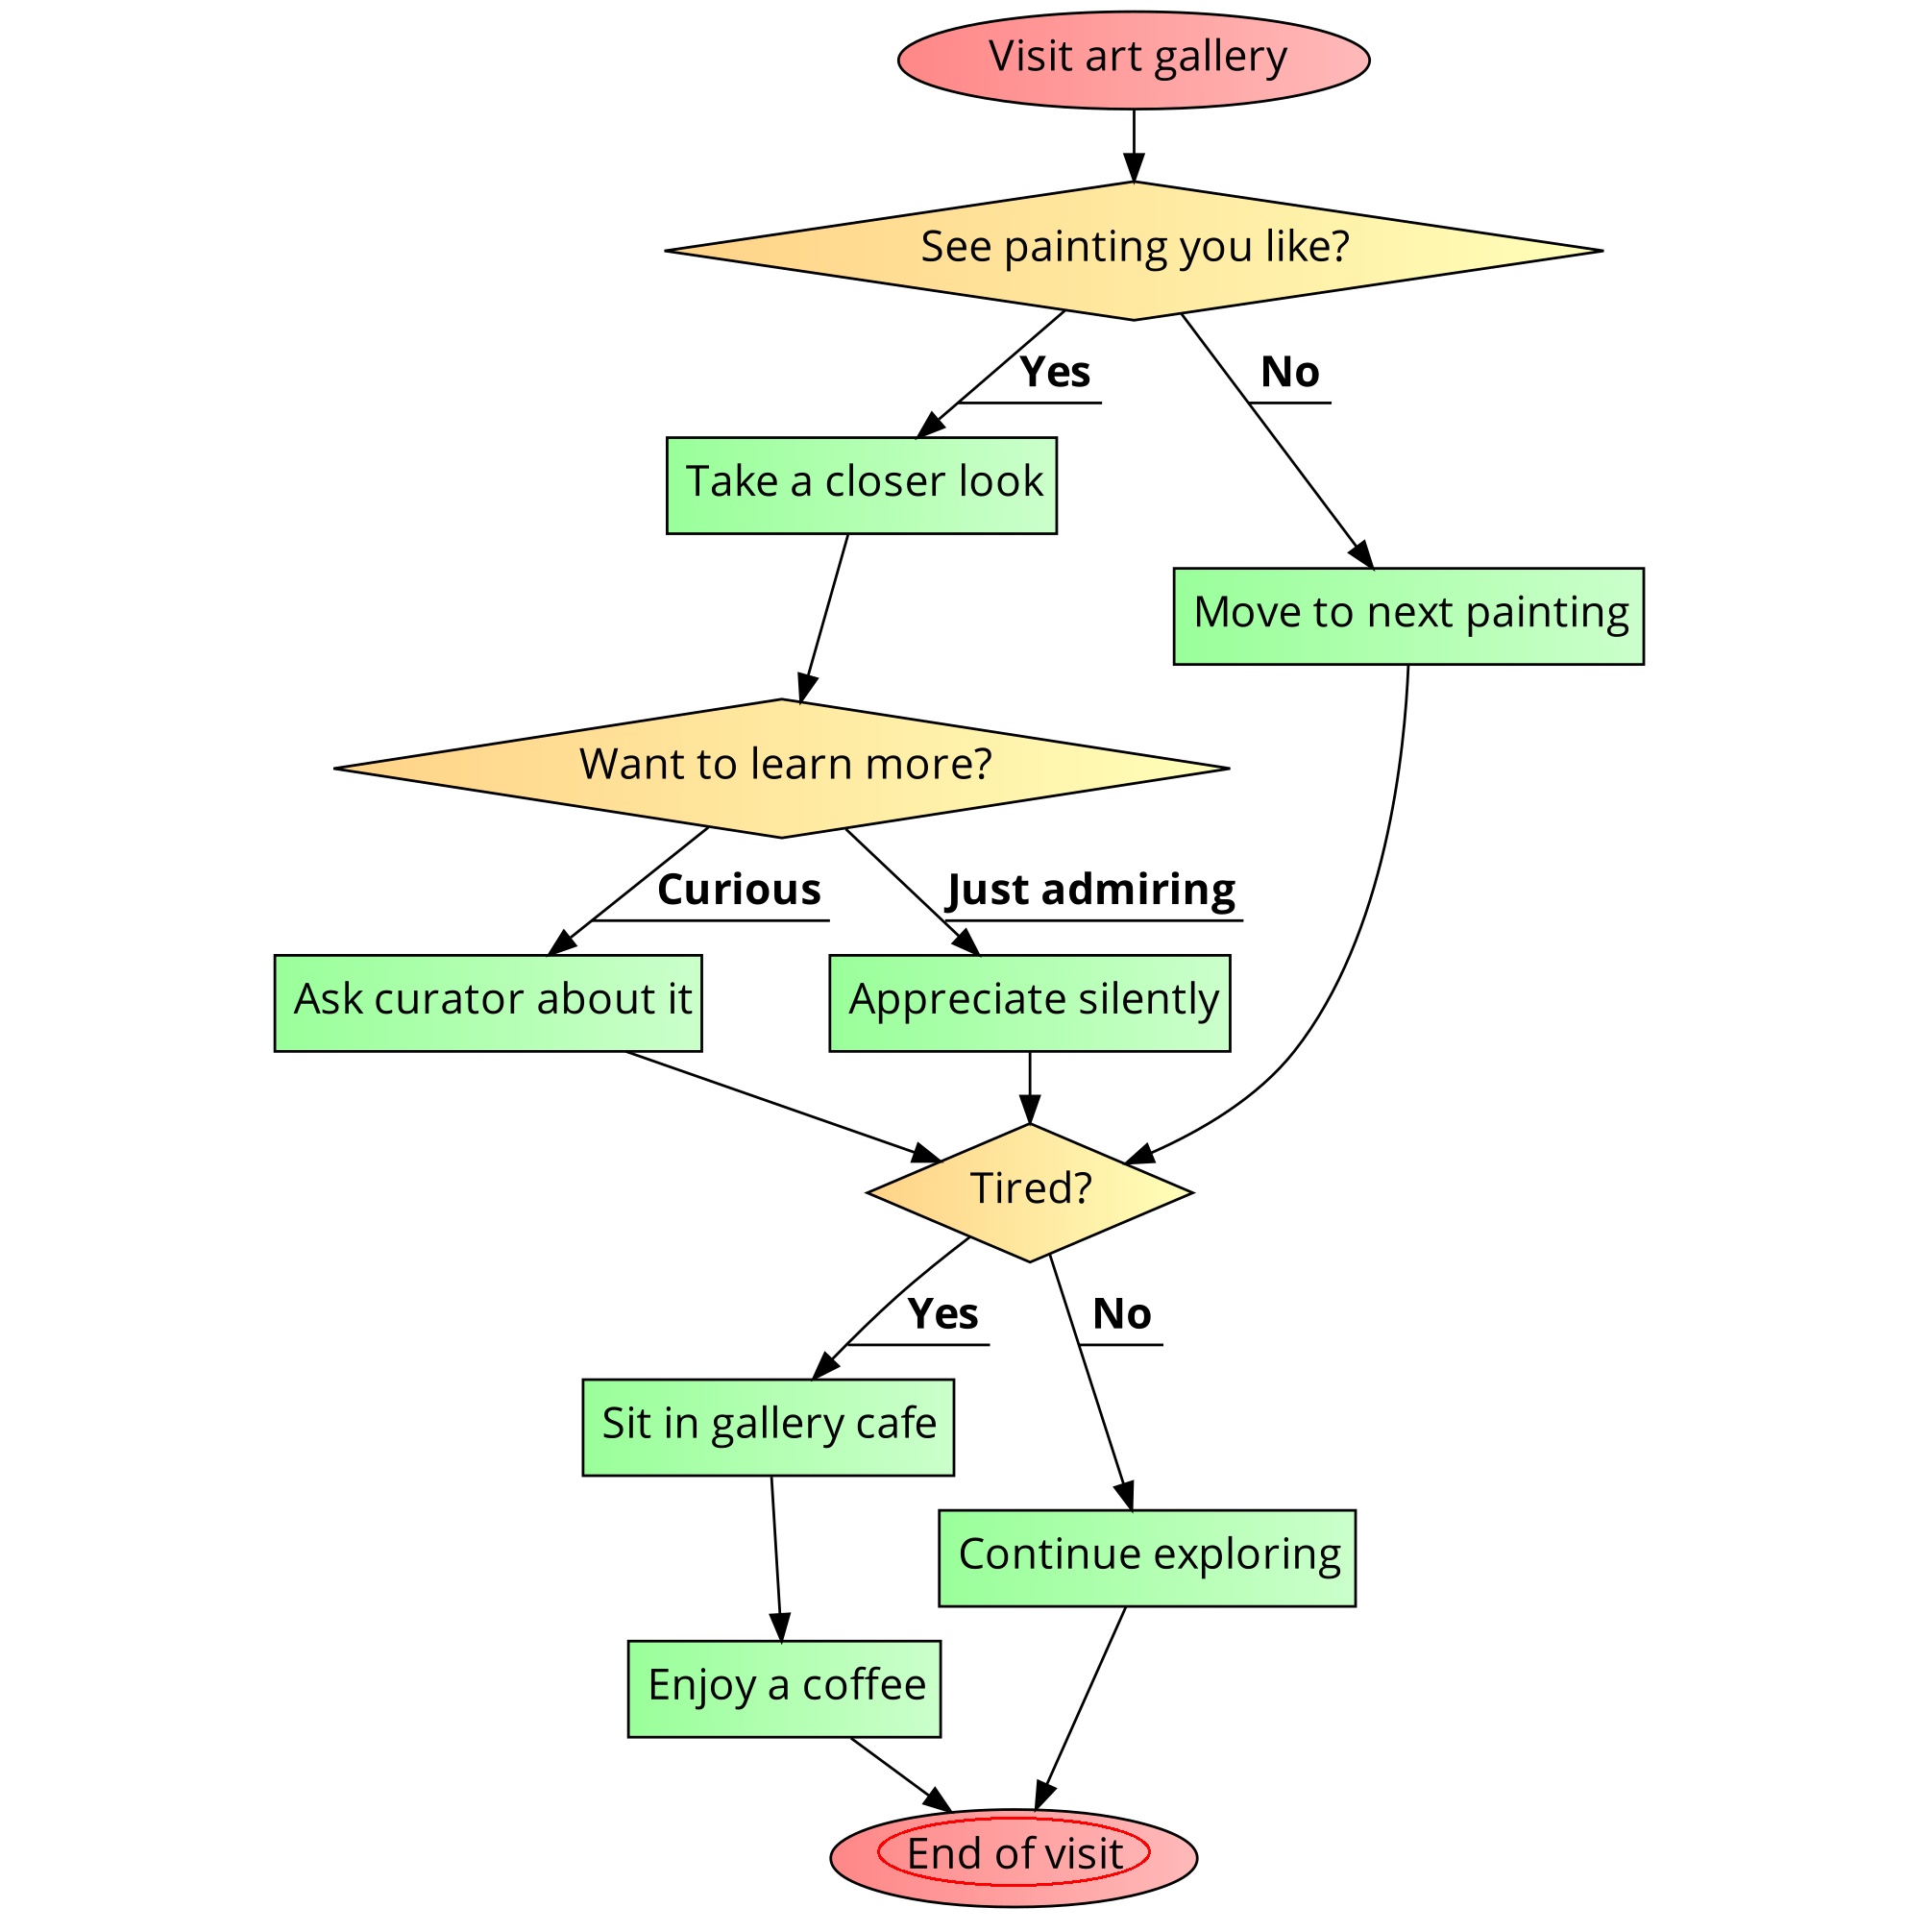 Visit art gallery
See painting you like?
Yes
No
Take a closer look
Move to next painting
Want to learn more?
Curious
Just admiring
Ask curator about it
Appreciate silently
Tired?
Yes
No
Sit in gallery cafe
Continue exploring
Enjoy a coffee
End of visit